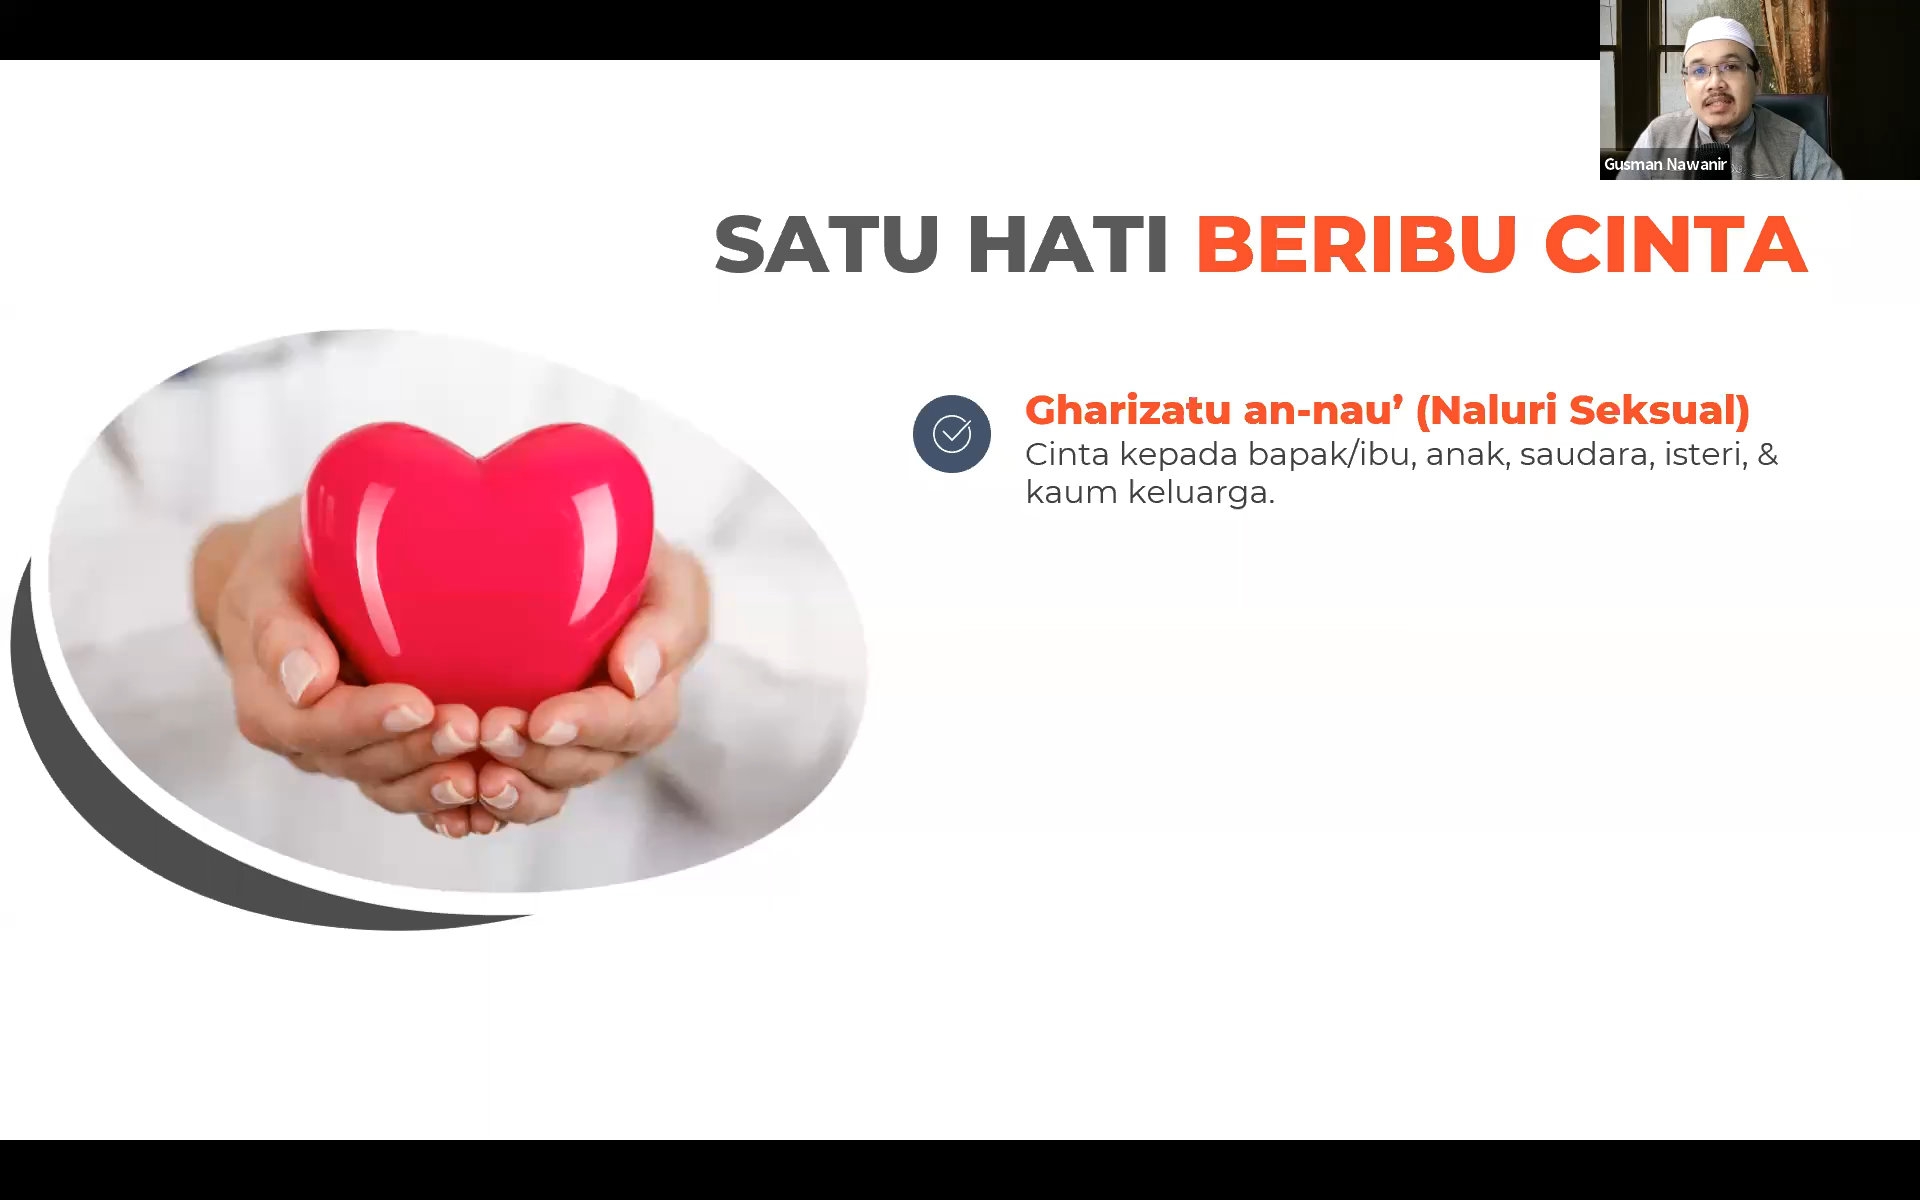 Gusman Nawanir
SATU HATI BERIBU CINTA
Gharizatu an-nau’ (Naluri Seksual)
Cinta kepada bapak/ibu, anak, saudara, isteri, &
kaum keluarga.